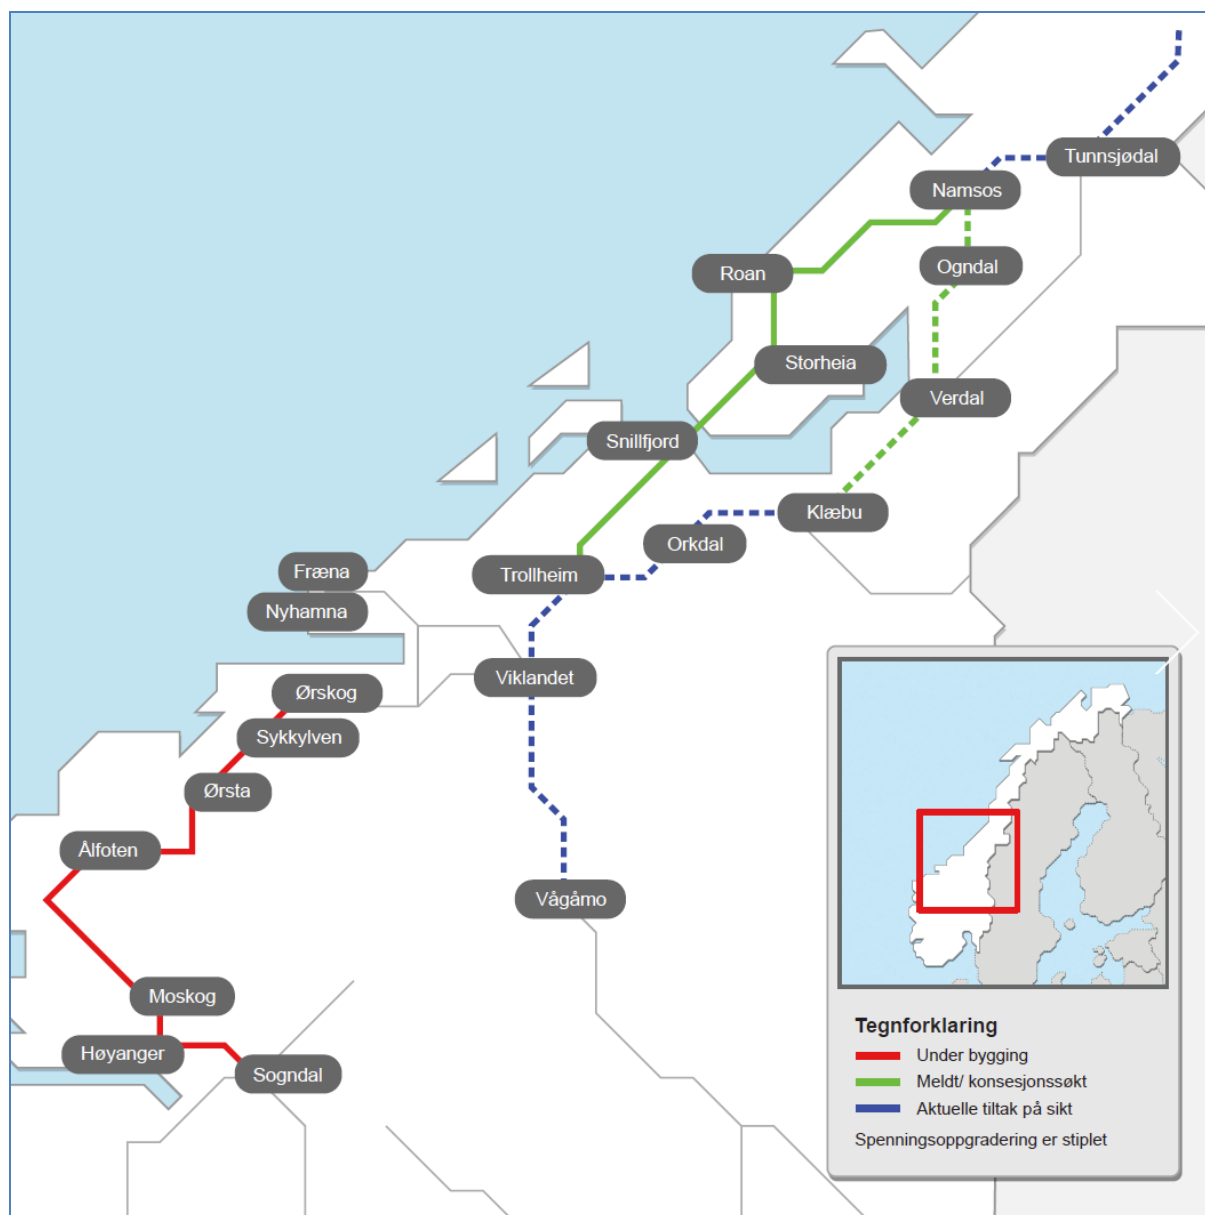 Tunnsjødal
Namsos
Ogndal
Roan
Storheia
Verdal
Snillfjord
Klæbu
Orkdal
Trollheim
Fræna
Nyhamna
Viklandet
Ørskog
Sykkylven
Ørsta
Ålfoten
Vågåmo
Moskog
Høyanger
Sogndal
Tegnforklaring
Under bygging
Meldt/ konsesjonssøkt
Aktuelle tiltak på sikt
Spenningsoppgradering er stiplet